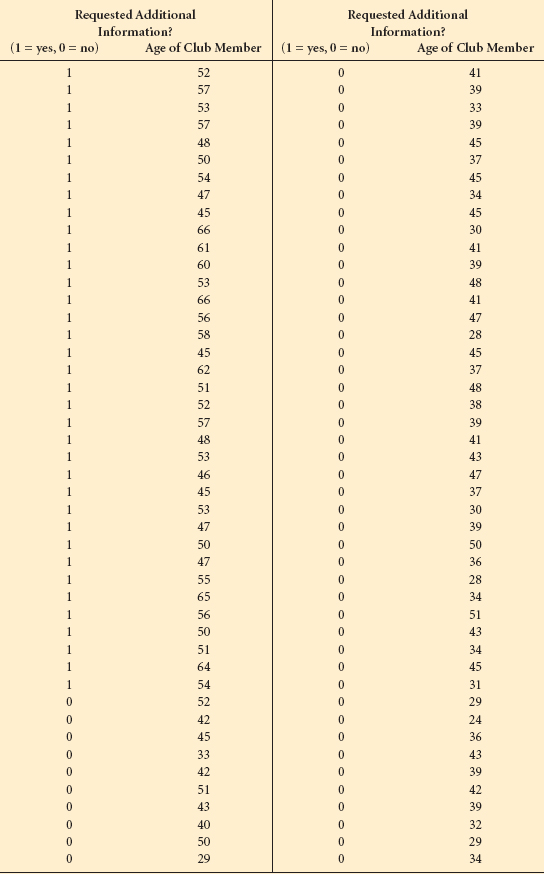 Requested Additional Requested Additional
Information? Information?
(1 = yes, 0 = no) Age of Club Member (1 = yes, 0 = no) Age of Club Member
1 52 0 41
1 57 0 39
1 53 0 33
1 57 0 39
1 48 0 45
1 50 0 37
1 54 0 45
1 47 0 34
1 45 0 45
1 66 0 30
1 61 0 41
1 60 0 39
1 53 0 48
1 66 0 41
1 56 0 47
1 58 0 28
1 45 0 45
1 62 0 37
1 51 0 48
1 52 0 38
1 57 0 39
1 48 0 41
1 53 0 43
1 46 0 47
1 45 0 37
1 53 0 30
1 47 0 39
1 50 0 50
1 47 0 36
1 55 0 28
1 65 0 34
1 56 0 51
1 50 0 43
1 51 0 34
1 64 0 45
1 54 0 31
0 52 0 29
0 42 0 24
0 45 0 36
0 33 0 43
0 42 0 39
0 51 0 42
0 43 0 39
0 40 0 32
0 50 0 29
0 29 0 34